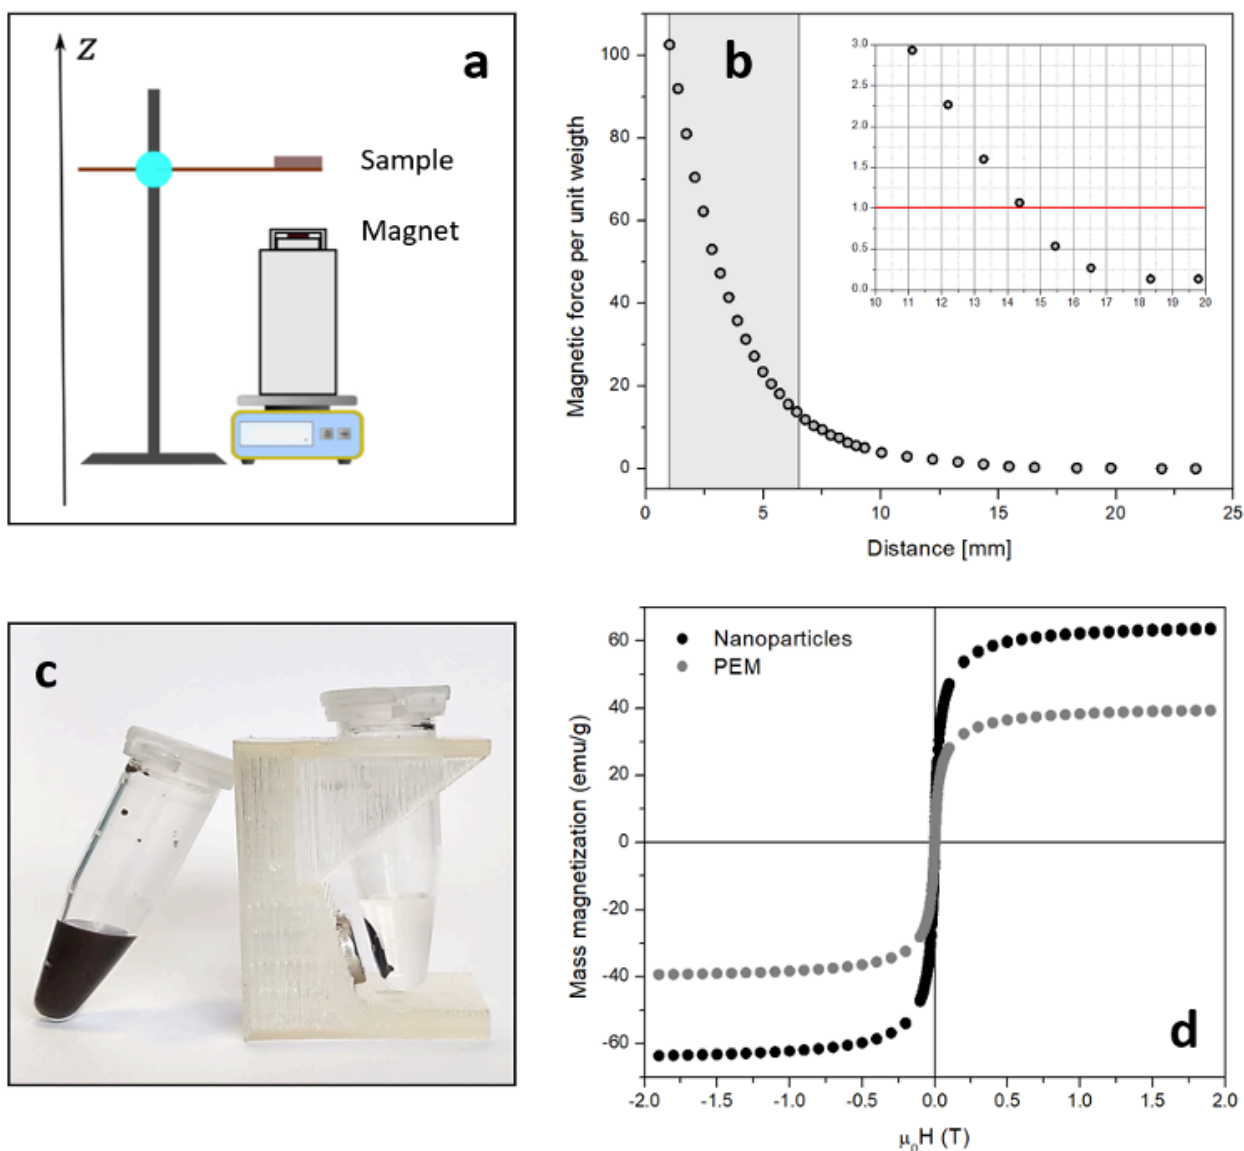 a
Z
Sample
Magnet
b
Magnetic force per unit weigth
100
80
60
40
20
0
0 5 10 15 20 25
Distance [mm]
3.0
2.5
2.0
1.5
1.0
0.5
0.0
10 11 12 13 14 15 16 17 18 19 20
c
Nanoparticles
PEM
Mass magnetization (emu/g)
60
40
20
0
-20
-40
-60
d
-2.0 -1.5 -1.0 -0.5 0.0 0.5 1.0 1.5 2.0
μ₀H (T)